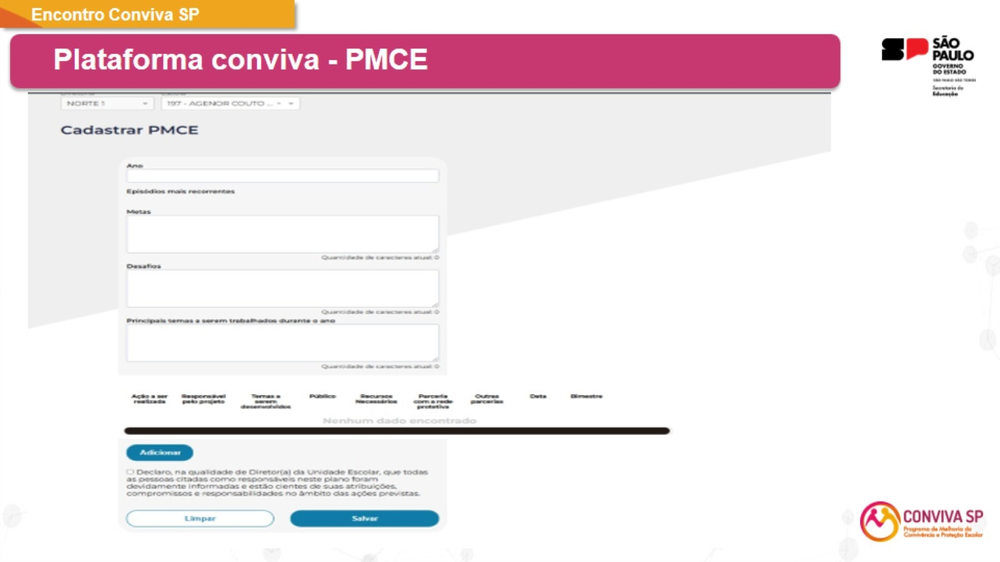 Encontro Conviva SP
Plataforma conviva - PMCE
SÃO
PAULO
GOVERNO
DO ESTADO
SÃO PAULO SÃO TODOS
Secretaria da
Educação
NORTE 1
197 - AGENOR COUTO ...
Cadastrar PMCE
Ano
Episódios mais recorrentes
Metas
Quantidade de caracteres atual: 0
Desafios
Quantidade de caracteres atual: 0
Principais temas a serem trabalhados durante o ano
Quantidade de caracteres atual: 0
Ação a ser realizada Responsável pelo projeto Temas a serem desenvolvidos Público Recursos Necessários Parceria com a rede protetiva Outras parcerias Data Bimestre
Nenhum dado encontrado
Adicionar
Declaro, na qualidade de Diretor(a) da Unidade Escolar, que todas
as pessoas citadas como responsáveis neste plano foram
devidamente informadas e estão cientes de suas atribuições,
compromissos e responsabilidades no âmbito das ações previstas.
Limpar
Salvar
CONVIVA SP
Programa de Melhoria da
Convivência e Proteção Escolar